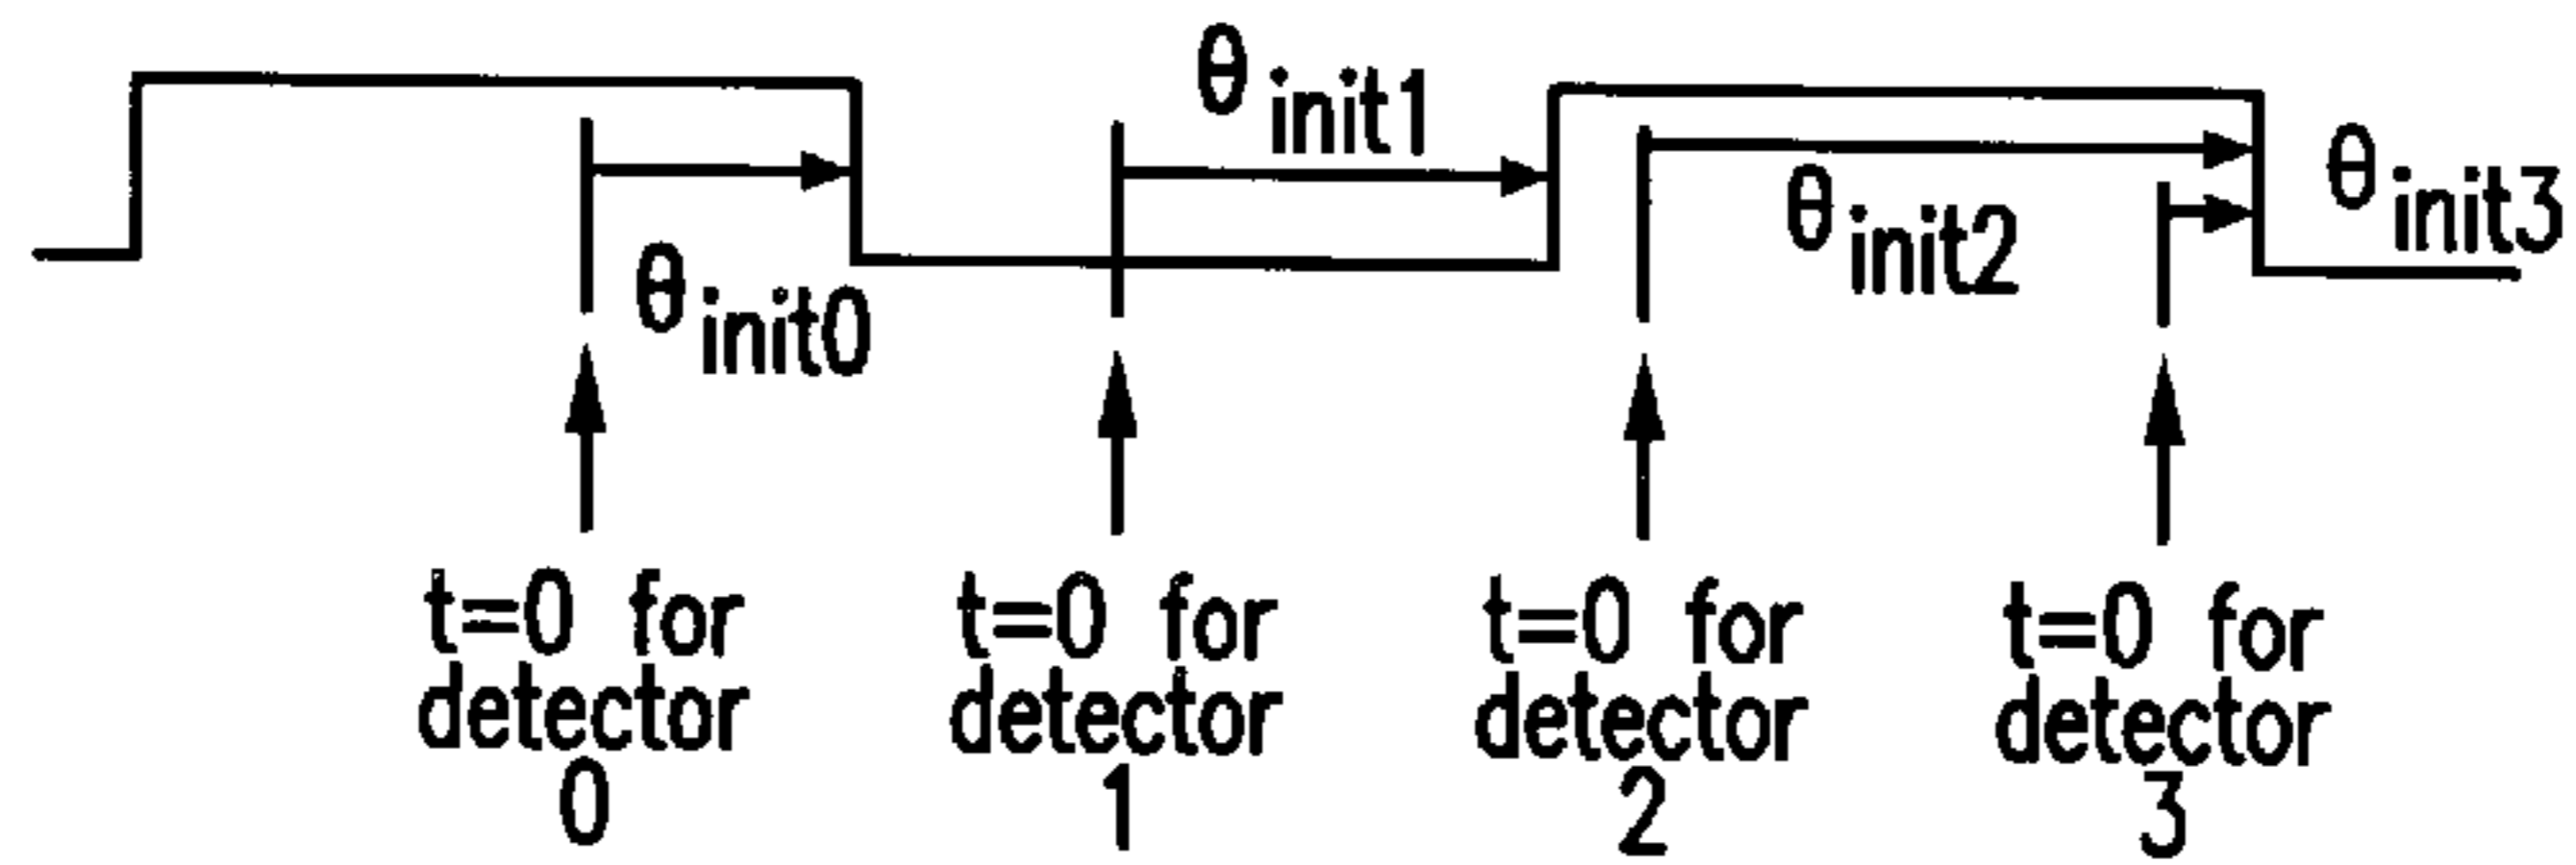 θinit1
θinit3
θinit2
θinit0
t=0 for
detector
0
t=0 for
detector
1
t=0 for
detector
2
t=0 for
detector
3